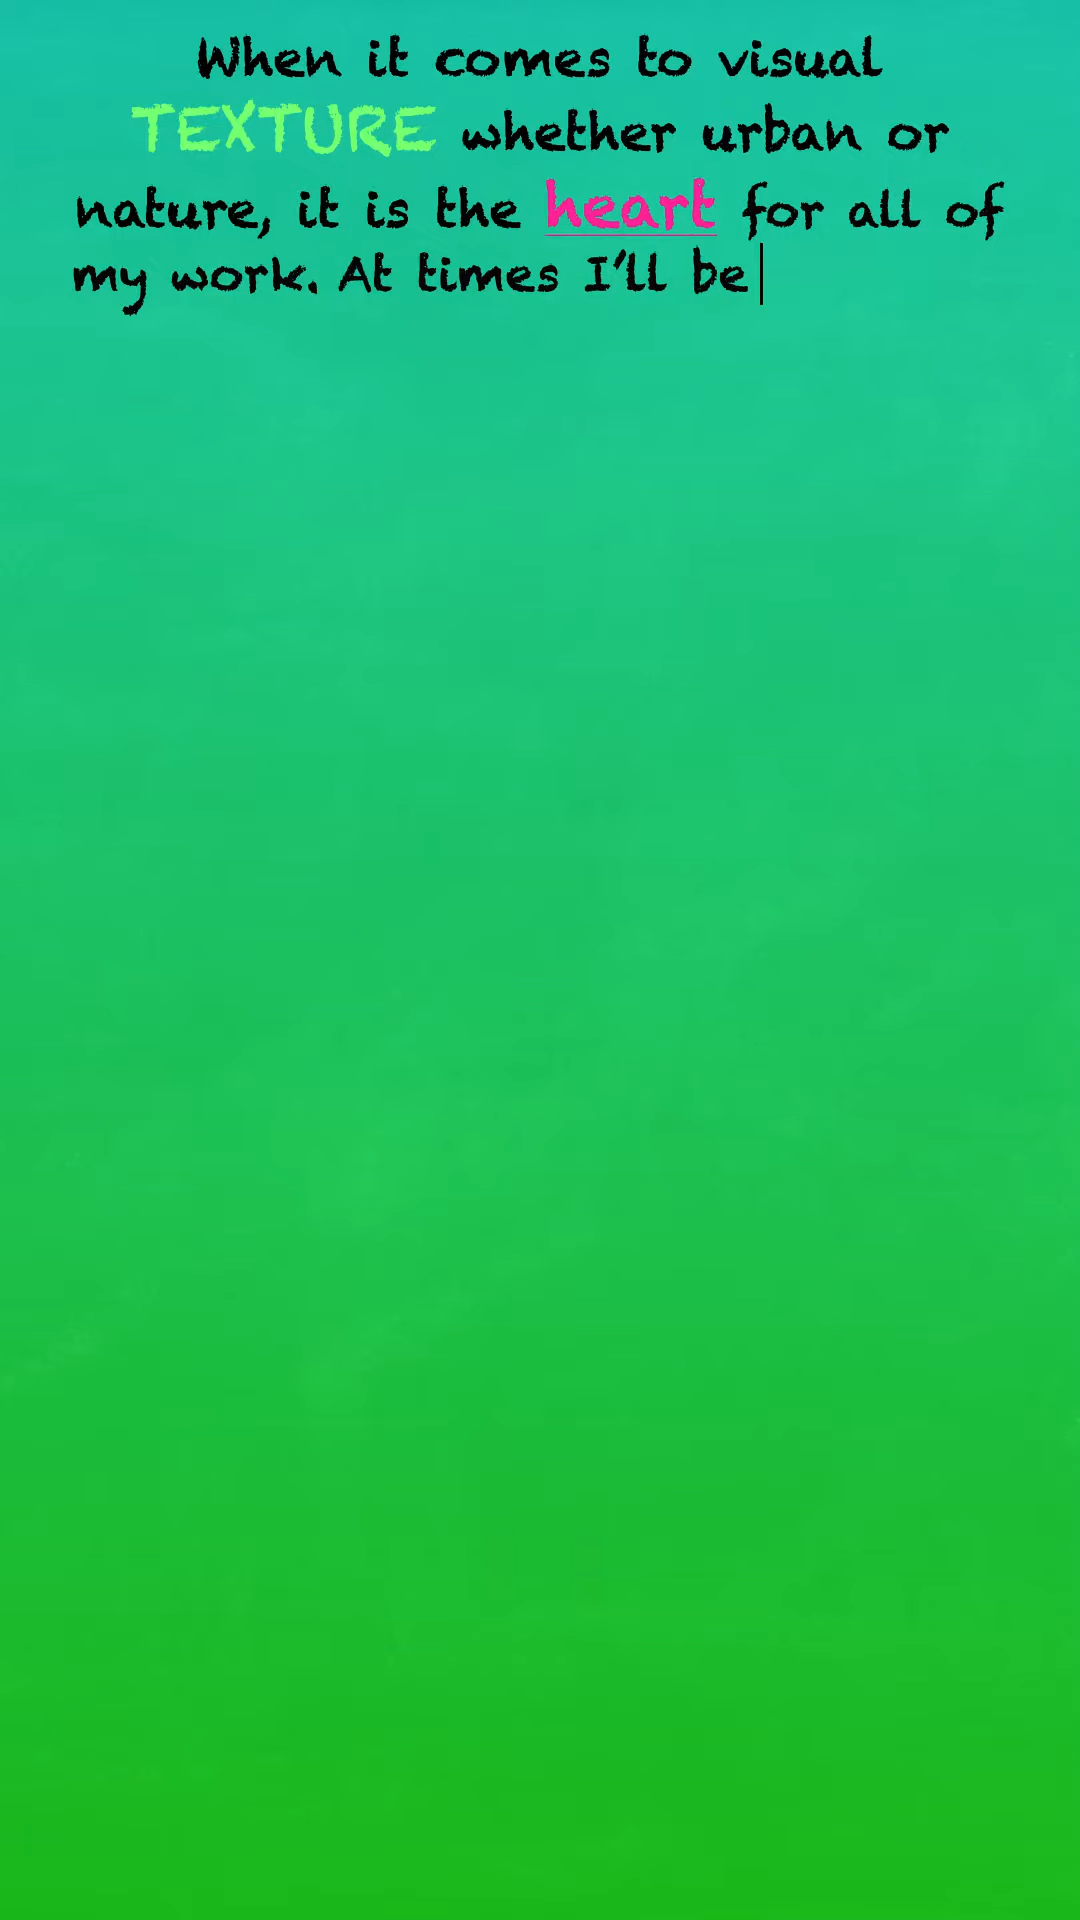 When it comes to visual
TEXTURE whether urban or
nature, it is the heart for all of
my work. At times I’ll be